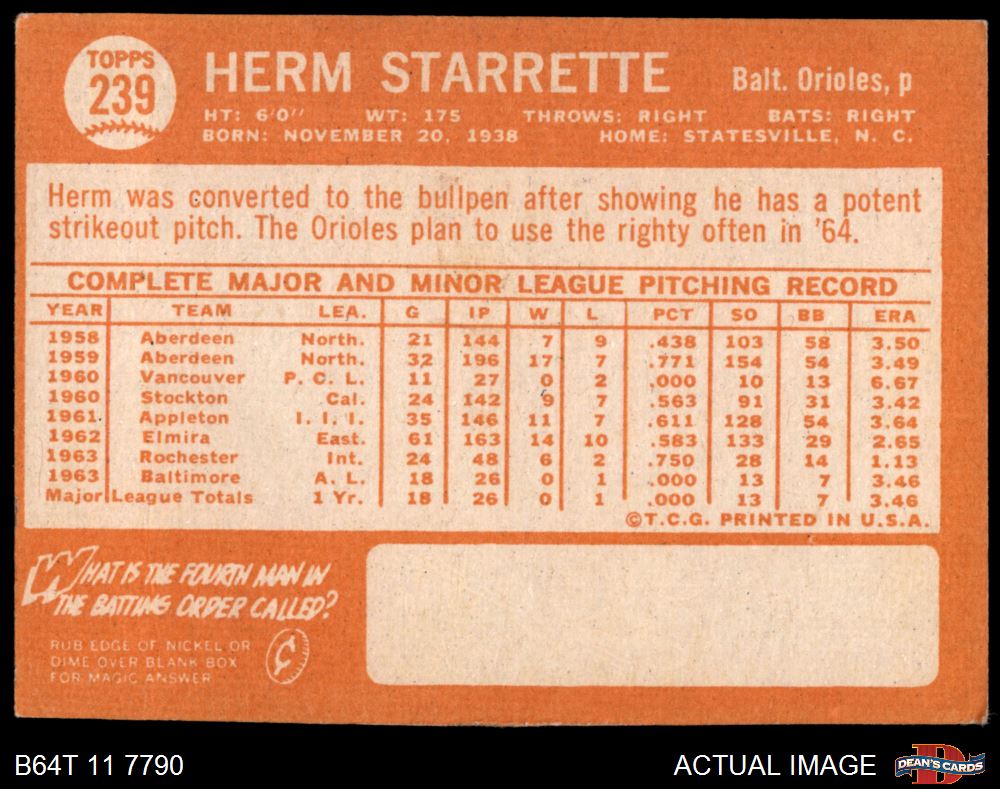 TOPPS
239
HERM STARRETTE
Balt. Orioles, p
HT: 6'0" WT: 175 THROWS: RIGHT BATS: RIGHT
BORN: NOVEMBER 20, 1938 HOME: STATESVILLE, N. C.
Herm was converted to the bullpen after showing he has a potent
strikeout pitch. The Orioles plan to use the righty often in '64.
COMPLETE MAJOR AND MINOR LEAGUE PITCHING RECORD
YEAR TEAM LEA. G IP W L PCT SO BB ERA
1958 Aberdeen North. 21 144 7 9 .438 103 58 3.50
1959 Aberdeen North. 32 196 17 7 .771 154 54 3.49
1960 Vancouver P. C. L. 11 27 0 2 .000 10 13 6.67
1960 Stockton Cal. 24 142 9 7 .563 91 31 3.42
1961 Appleton I. I. I. 35 146 11 7 .611 128 54 3.64
1962 Elmira East. 61 163 14 10 .583 133 29 2.65
1963 Rochester Int. 24 48 6 2 .750 28 14 1.13
1963 Baltimore A. L. 18 26 0 1 .000 13 7 3.46
Major League Totals 1 Yr. 18 26 0 1 .000 13 7 3.46
©T.C.G. PRINTED IN U.S.A.
WHAT IS THE FOURTH MAN IN
THE BATTING ORDER CALLED?
RUB EDGE OF NICKEL OR
DIME OVER BLANK BOX
FOR MAGIC ANSWER
¢
B64T 11 7790
ACTUAL IMAGE
DEAN'S CARDS